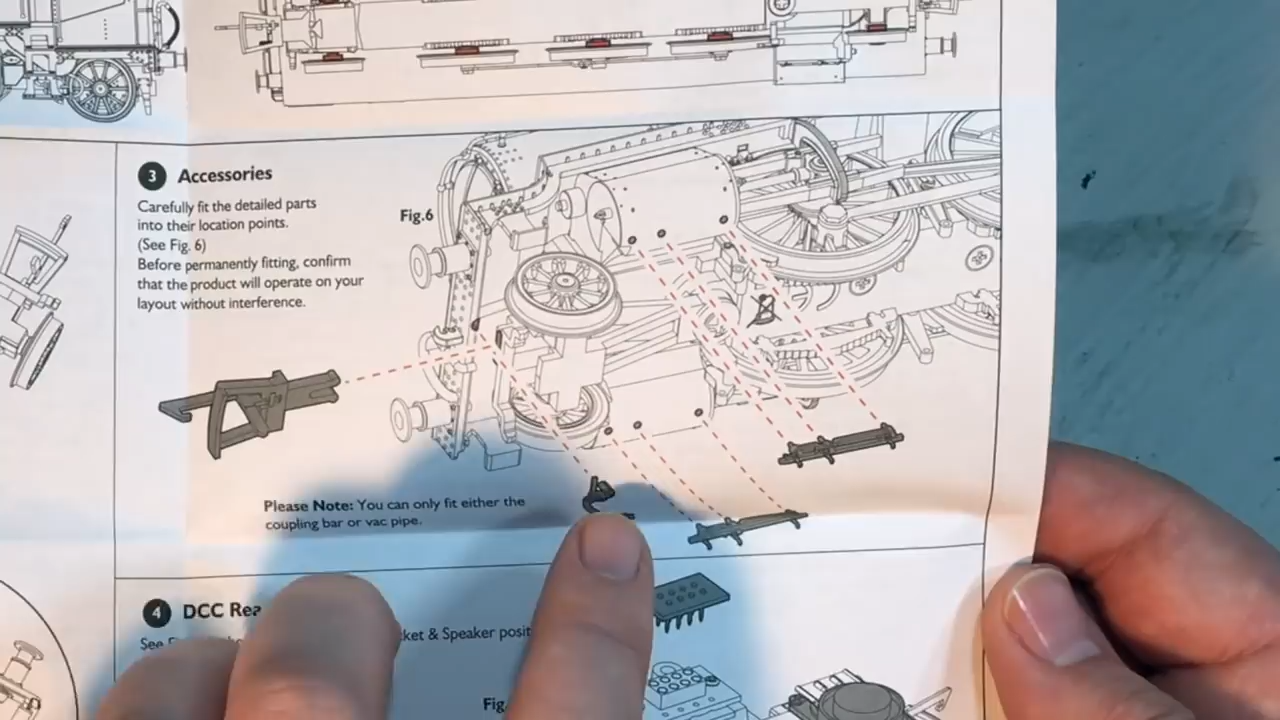 3 Accessories
Carefully fit the detailed parts
into their location points.
(See Fig. 6)
Before permanently fitting, confirm
that the product will operate on your
layout without interference.
Fig.6
Please Note: You can only fit either the
coupling bar or vac pipe.
4 DCC
See & Speaker
Fig